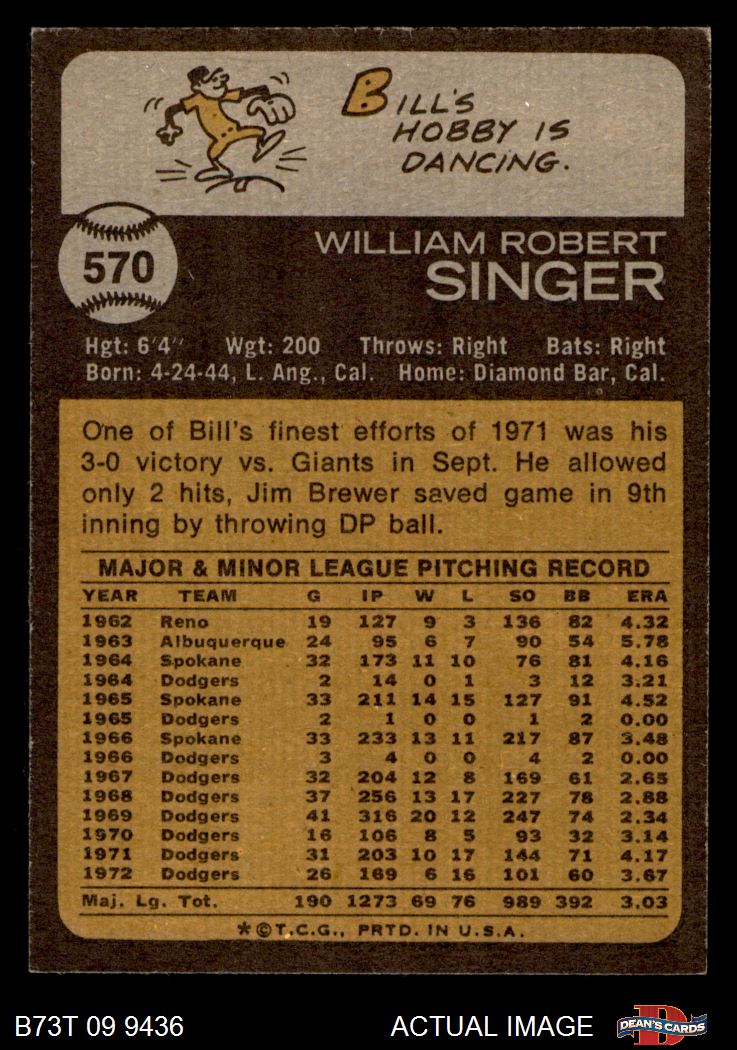 BILL'S
HOBBY IS
DANCING.
570
WILLIAM ROBERT
SINGER
Hgt: 6'4" Wgt: 200 Throws: Right Bats: Right
Born: 4-24-44, L. Ang., Cal. Home: Diamond Bar, Cal.
One of Bill's finest efforts of 1971 was his
3-0 victory vs. Giants in Sept. He allowed
only 2 hits, Jim Brewer saved game in 9th
inning by throwing DP ball.
MAJOR & MINOR LEAGUE PITCHING RECORD
YEAR TEAM G IP W L SO BB ERA
1962 Reno 19 127 9 3 136 82 4.32
1963 Albuquerque 24 95 6 7 90 54 5.78
1964 Spokane 32 173 11 10 76 81 4.16
1964 Dodgers 2 14 0 1 3 12 3.21
1965 Spokane 33 211 14 15 127 91 4.52
1965 Dodgers 2 1 0 0 1 2 0.00
1966 Spokane 33 233 13 11 217 87 3.48
1966 Dodgers 3 4 0 0 4 2 0.00
1967 Dodgers 32 204 12 8 169 61 2.65
1968 Dodgers 37 256 13 17 227 78 2.88
1969 Dodgers 41 316 20 12 247 74 2.34
1970 Dodgers 16 106 8 5 93 32 3.14
1971 Dodgers 31 203 10 17 144 71 4.17
1972 Dodgers 26 169 6 16 101 60 3.67
Maj. Lg. Tot. 190 1273 69 76 989 392 3.03
*©T.C.G., PRTD. IN U.S.A.
B73T 09 9436 ACTUAL IMAGE D DEAN'S CARDS